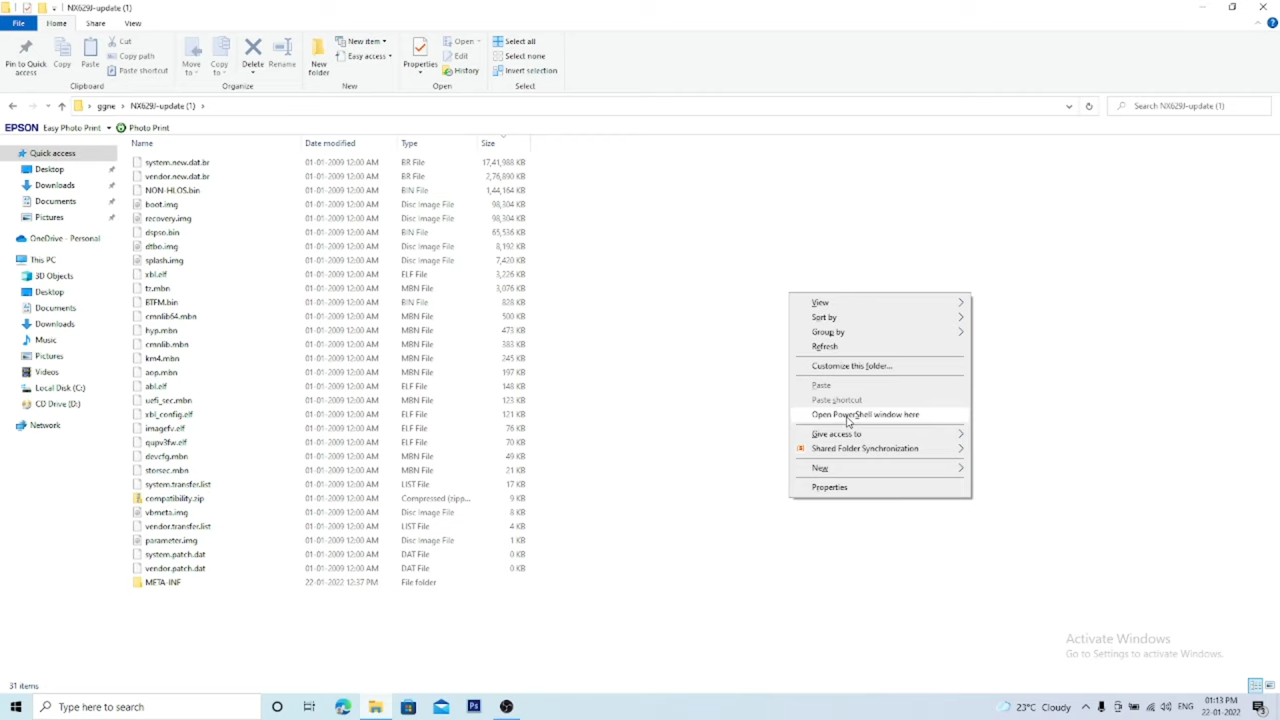 NX629J-update (1)
File Home Share View
Pin to Quick access
Copy
Paste
Cut
Copy path
Paste shortcut
Clipboard
Move to
Copy to
Delete
Rename
Organize
New folder
New item
Easy access
New
Properties
Open
Edit
History
Open
Select all
Select none
Invert selection
Select
ggne > NX629J-update (1) >
Search NX629J-update (1)
EPSON Easy Photo Print Photo Print
Quick access
Desktop
Downloads
Documents
Pictures
OneDrive - Personal
This PC
3D Objects
Desktop
Documents
Downloads
Music
Pictures
Videos
Local Disk (C:)
CD Drive (D:)
Network
Name Date modified Type Size
system.new.dat.br 01-01-2009 12:00 AM BR File 17,41,988 KB
vendor.new.dat.br 01-01-2009 12:00 AM BR File 2,76,890 KB
NON-HLOS.bin 01-01-2009 12:00 AM BIN File 1,44,164 KB
boot.img 01-01-2009 12:00 AM Disc Image File 98,304 KB
recovery.img 01-01-2009 12:00 AM Disc Image File 98,304 KB
dspso.bin 01-01-2009 12:00 AM BIN File 65,536 KB
dtbo.img 01-01-2009 12:00 AM Disc Image File 8,192 KB
splash.img 01-01-2009 12:00 AM Disc Image File 7,420 KB
xbl.elf 01-01-2009 12:00 AM ELF File 3,226 KB
tz.mbn 01-01-2009 12:00 AM MBN File 3,076 KB
BTFM.bin 01-01-2009 12:00 AM BIN File 828 KB
cmnlib64.mbn 01-01-2009 12:00 AM MBN File 500 KB
hyp.mbn 01-01-2009 12:00 AM MBN File 473 KB
cmnlib.mbn 01-01-2009 12:00 AM MBN File 383 KB
km4.mbn 01-01-2009 12:00 AM MBN File 245 KB
aop.mbn 01-01-2009 12:00 AM MBN File 197 KB
abl.elf 01-01-2009 12:00 AM ELF File 148 KB
uefi_sec.mbn 01-01-2009 12:00 AM MBN File 123 KB
xbl_config.elf 01-01-2009 12:00 AM ELF File 121 KB
imagefv.elf 01-01-2009 12:00 AM ELF File 76 KB
qupv3fw.elf 01-01-2009 12:00 AM ELF File 70 KB
devcfg.mbn 01-01-2009 12:00 AM MBN File 49 KB
storsec.mbn 01-01-2009 12:00 AM MBN File 21 KB
system.transfer.list 01-01-2009 12:00 AM LIST File 17 KB
compatibility.zip 01-01-2009 12:00 AM Compressed (zipp... 9 KB
vbmeta.img 01-01-2009 12:00 AM Disc Image File 8 KB
vendor.transfer.list 01-01-2009 12:00 AM LIST File 4 KB
parameter.img 01-01-2009 12:00 AM Disc Image File 1 KB
system.patch.dat 01-01-2009 12:00 AM DAT File 0 KB
vendor.patch.dat 01-01-2009 12:00 AM DAT File 0 KB
META-INF 22-01-2022 12:37 PM File folder
View
Sort by
Group by
Refresh
Customize this folder...
Paste
Paste shortcut
Open PowerShell window here
Give access to
Shared Folder Synchronization
New
Properties
Activate Windows
Go to Settings to activate Windows.
31 items
Type here to search
Ps
23°C Cloudy
ENG
01:13 PM
22-01-2022